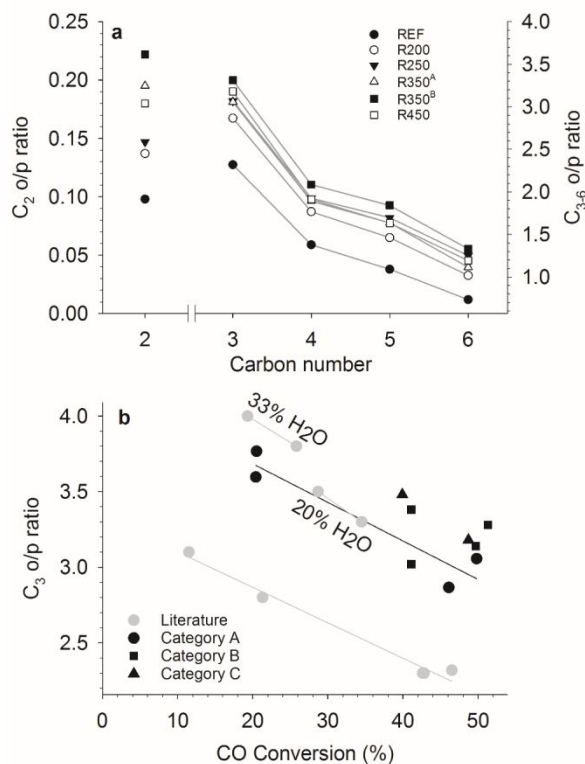 a
REF
R200
R250
R350ᴬ
R350ᴮ
R450
0.25
0.20
0.15
0.10
0.05
0.00
C₂ o/p ratio
4.0
3.5
3.0
2.5
2.0
1.5
1.0
C₃₋₆ o/p ratio
2 3 4 5 6
Carbon number
b
33% H2O
20% H2O
4.0
3.5
3.0
2.5
C₃ o/p ratio
Literature
Category A
Category B
Category C
0 10 20 30 40 50
CO Conversion (%)